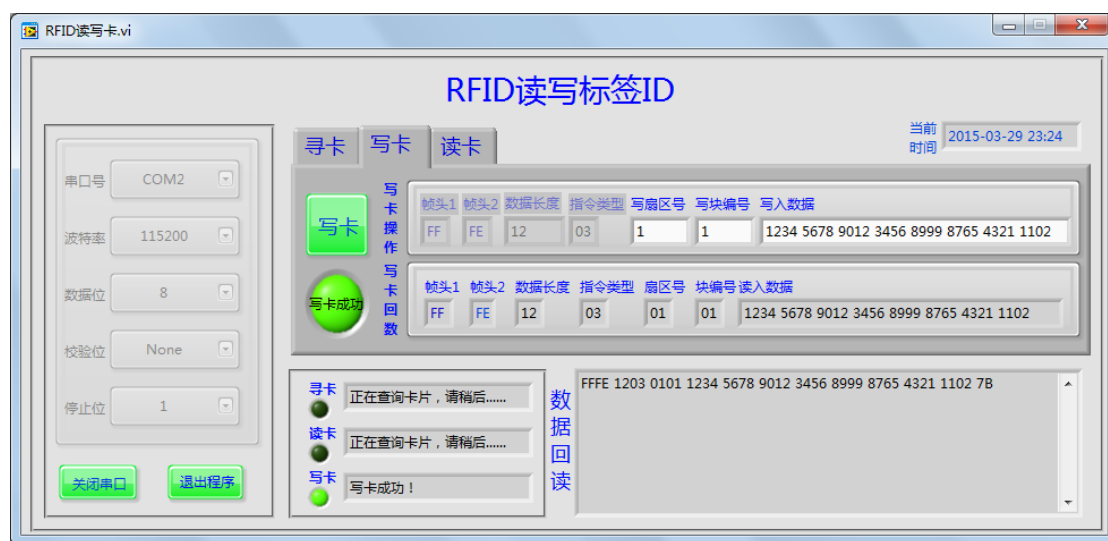 RFID读写卡.vi
RFID读写标签ID
寻卡 写卡 读卡
当前时间 2015-03-29 23:24
串口号 COM2
波特率 115200
数据位 8
校验位 None
停止位 1
关闭串口 退出程序
写卡
写卡操作
帧头1 帧头2 数据长度 指令类型 写扇区号 写块编号 写入数据
FF FE 12 03 1 1 1234 5678 9012 3456 8999 8765 4321 1102
写卡成功
写卡回数
帧头1 帧头2 数据长度 指令类型 扇区号 块编号 读入数据
FF FE 12 03 01 01 1234 5678 9012 3456 8999 8765 4321 1102
寻卡 正在查询卡片，请稍后......
读卡 正在查询卡片，请稍后......
写卡 写卡成功！
数据回读
FFFE 1203 0101 1234 5678 9012 3456 8999 8765 4321 1102 7B